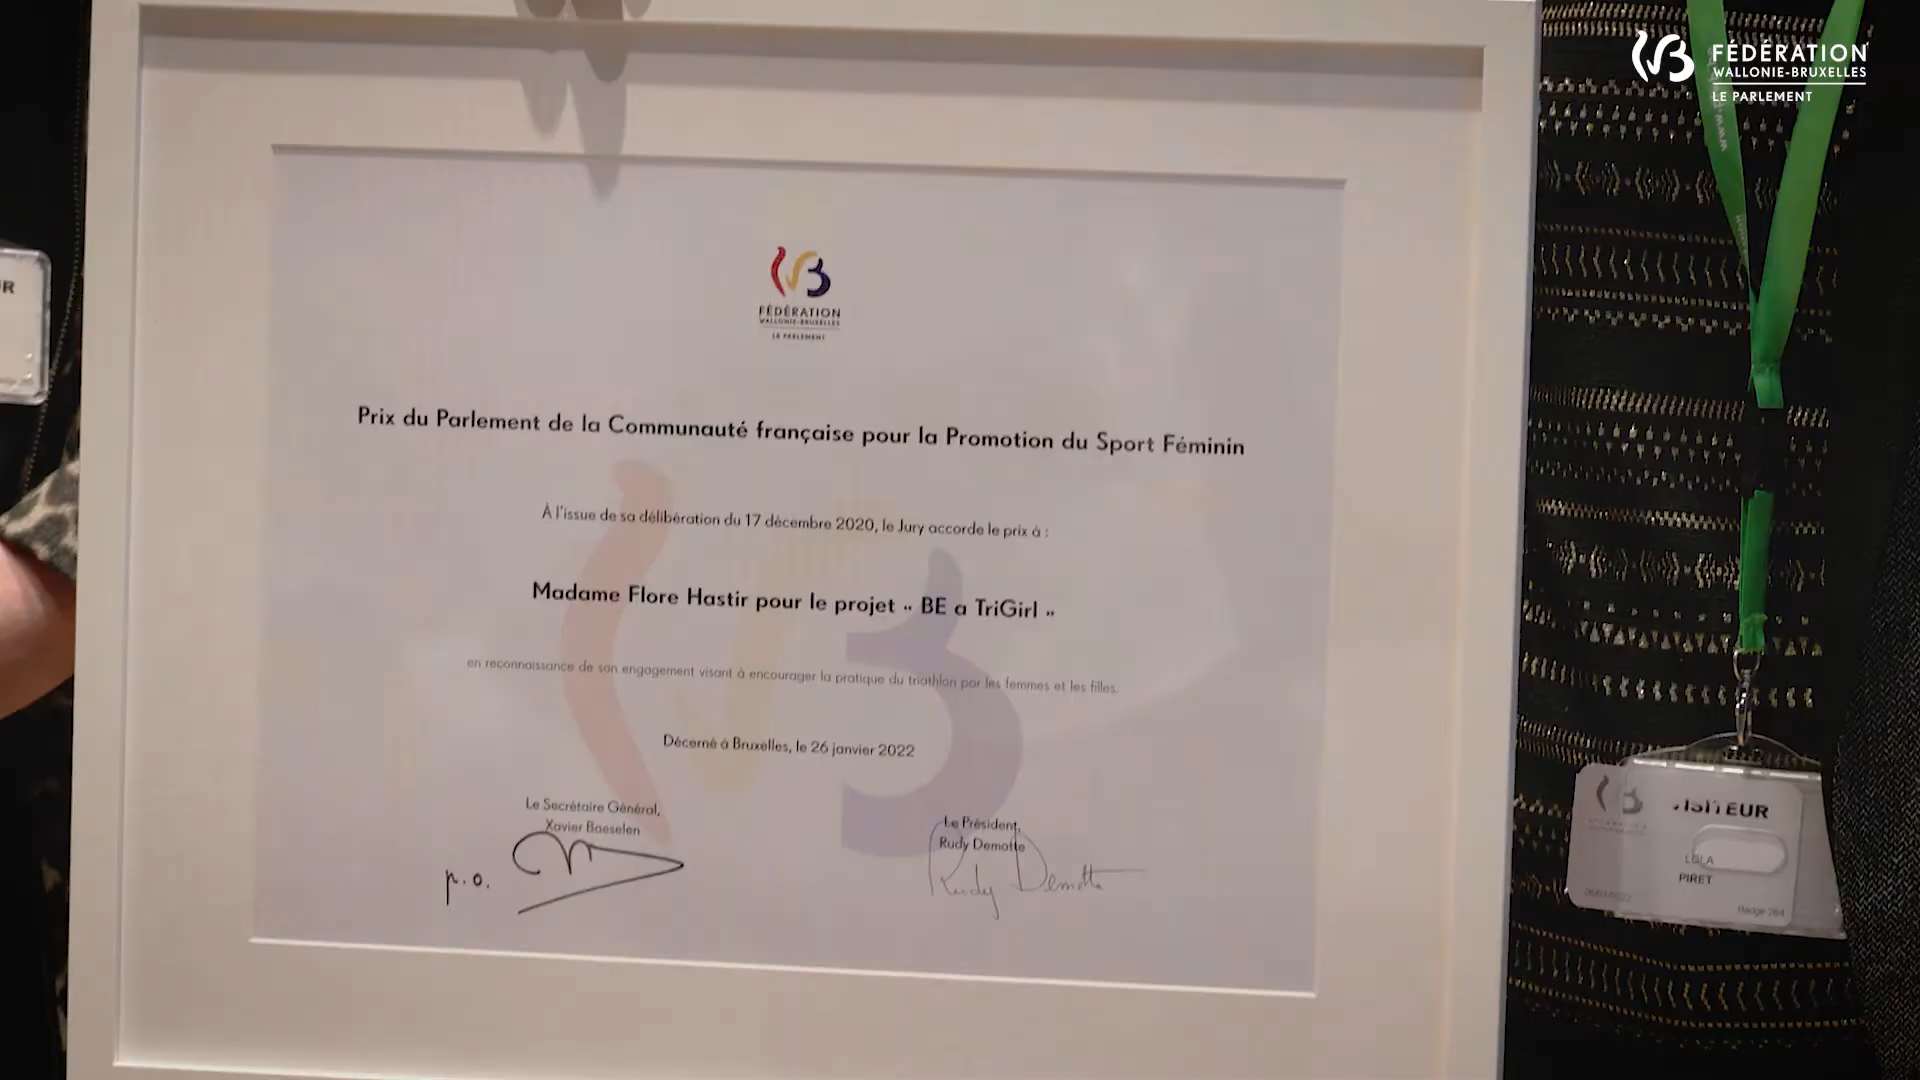 FÉDÉRATION
WALLONIE-BRUXELLES
LE PARLEMENT
FÉDÉRATION
WALLONIE-BRUXELLES
LE PARLEMENT
Prix du Parlement de la Communauté française pour la Promotion du Sport Féminin
À l'issue de sa délibération du 17 décembre 2020, le Jury accorde le prix à :
Madame Flore Hastir pour le projet « BE a TriGirl »
en reconnaissance de son engagement visant à encourager la pratique du triathlon par les femmes et les filles.
Décerné à Bruxelles, le 26 janvier 2022
Le Secrétaire Général,
Xavier Baeselen
p.o.
Le Président,
Rudy Demotte
Rudy Demotte
VISITEUR
LOLA
PIRET
Badge 264